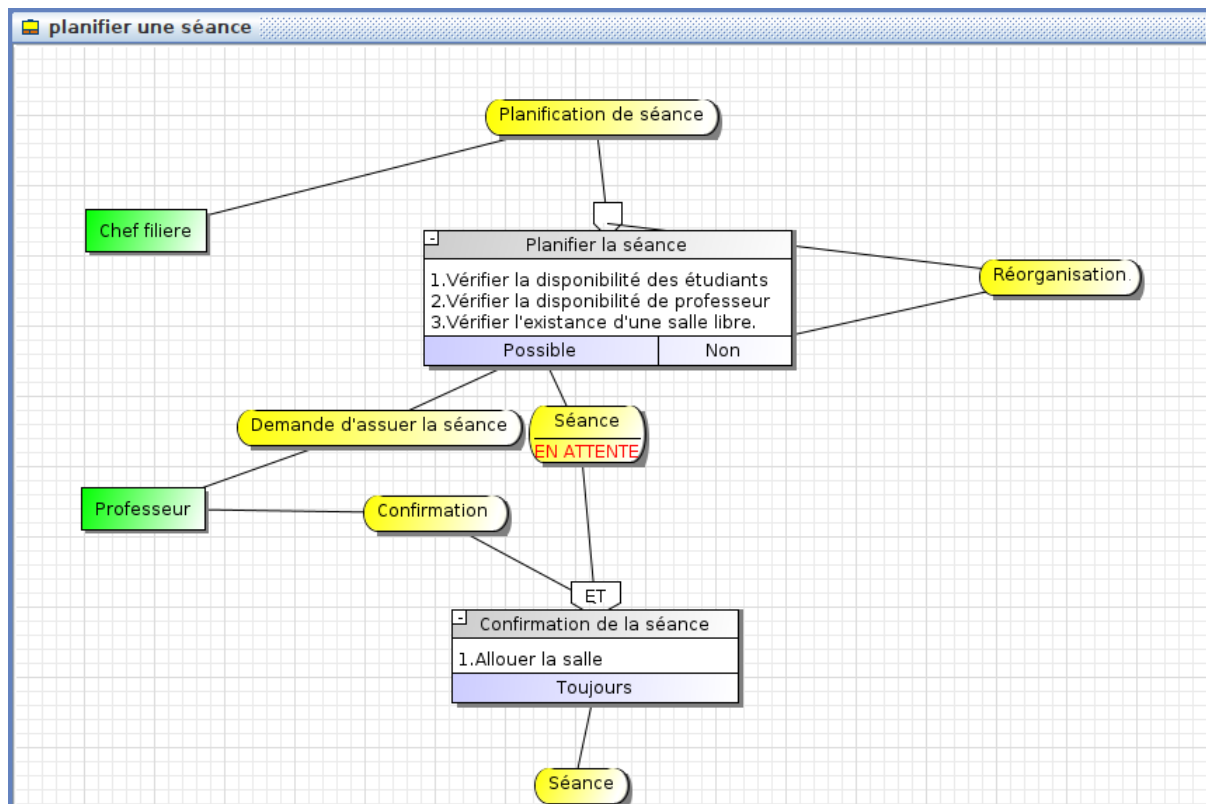 planifier une séance
Planification de séance
Chef filiere
Planifier la séance
1.Vérifier la disponibilité des étudiants
2.Vérifier la disponibilité de professeur
3.Vérifier l'existance d'une salle libre.
Possible
Non
Réorganisation.
Demande d'assuer la séance
Séance
EN ATTENTE
Professeur
Confirmation
ET
Confirmation de la séance
1.Allouer la salle
Toujours
Séance